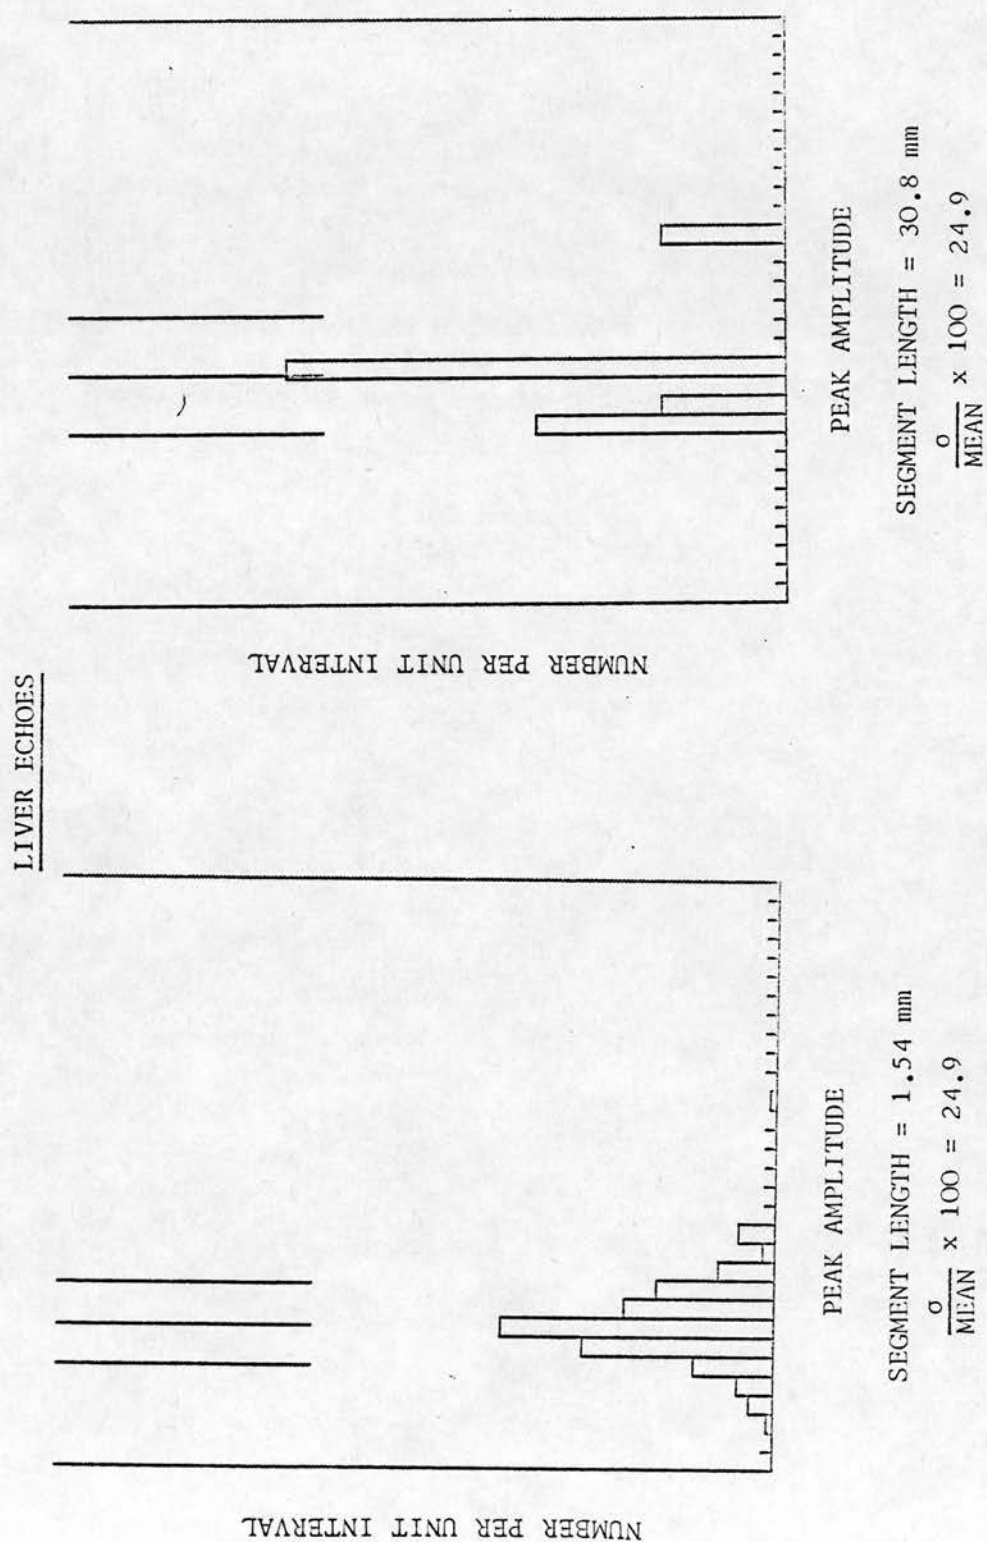 LIVER ECHOES
NUMBER PER UNIT INTERVAL
PEAK AMPLITUDE
SEGMENT LENGTH = 1.54 mm
σ
MEAN x 100 = 24.9
NUMBER PER UNIT INTERVAL
PEAK AMPLITUDE
SEGMENT LENGTH = 30.8 mm
σ
MEAN x 100 = 24.9